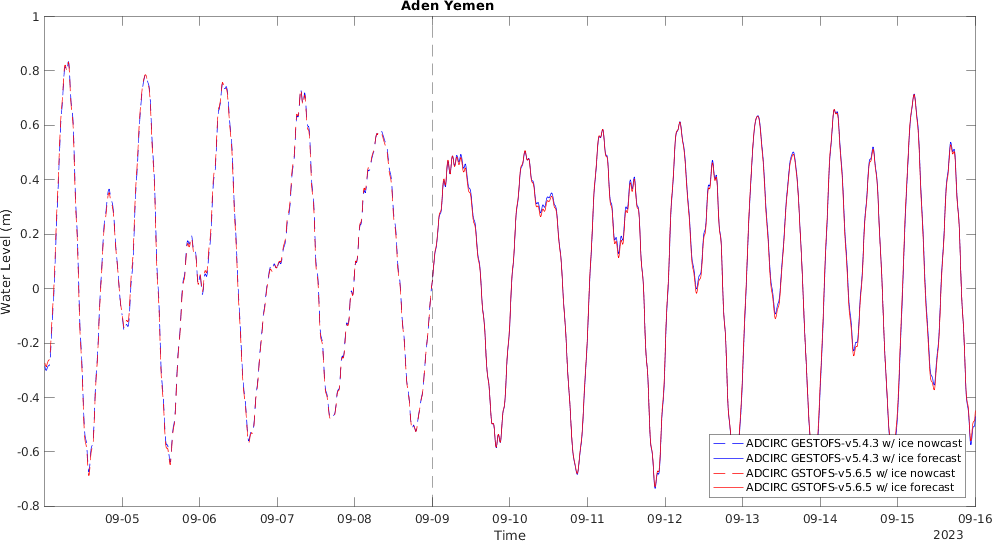 Aden Yemen
1
0.8
0.6
0.4
0.2
0
-0.2
-0.4
-0.6
-0.8
Water Level (m)
ADCIRC GESTOFS-v5.4.3 w/ ice nowcast
ADCIRC GESTOFS-v5.4.3 w/ ice forecast
ADCIRC GSTOFS-v5.6.5 w/ ice nowcast
ADCIRC GSTOFS-v5.6.5 w/ ice forecast
09-05 09-06 09-07 09-08 09-09 09-10 09-11 09-12 09-13 09-14 09-15 09-16
Time
2023